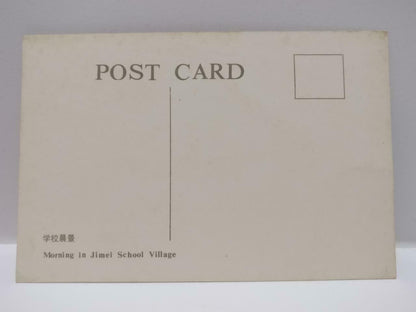 POST CARD
学校晨景
Morning in Jimei School Village